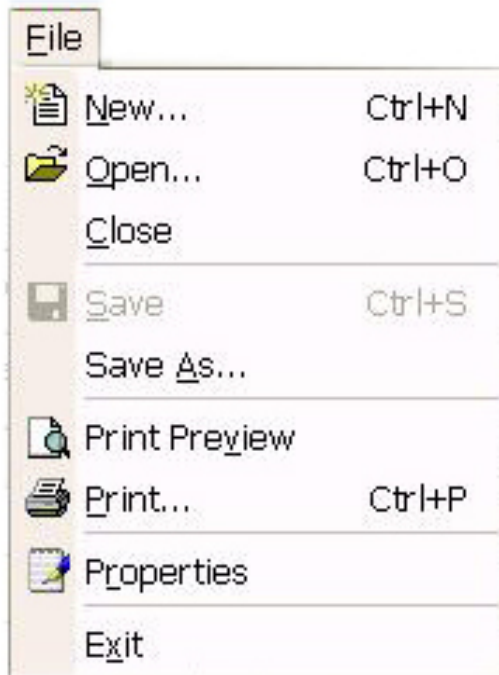 File
New... Ctrl+N
Open... Ctrl+O
Close
Save Ctrl+S
Save As...
Print Preview
Print... Ctrl+P
Properties
Exit